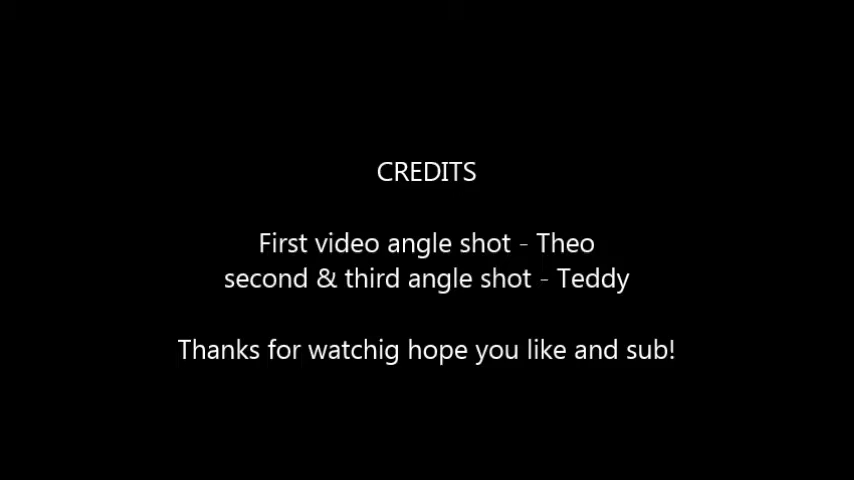 CREDITS
First video angle shot - Theo
second & third angle shot - Teddy
Thanks for watchig hope you like and sub!